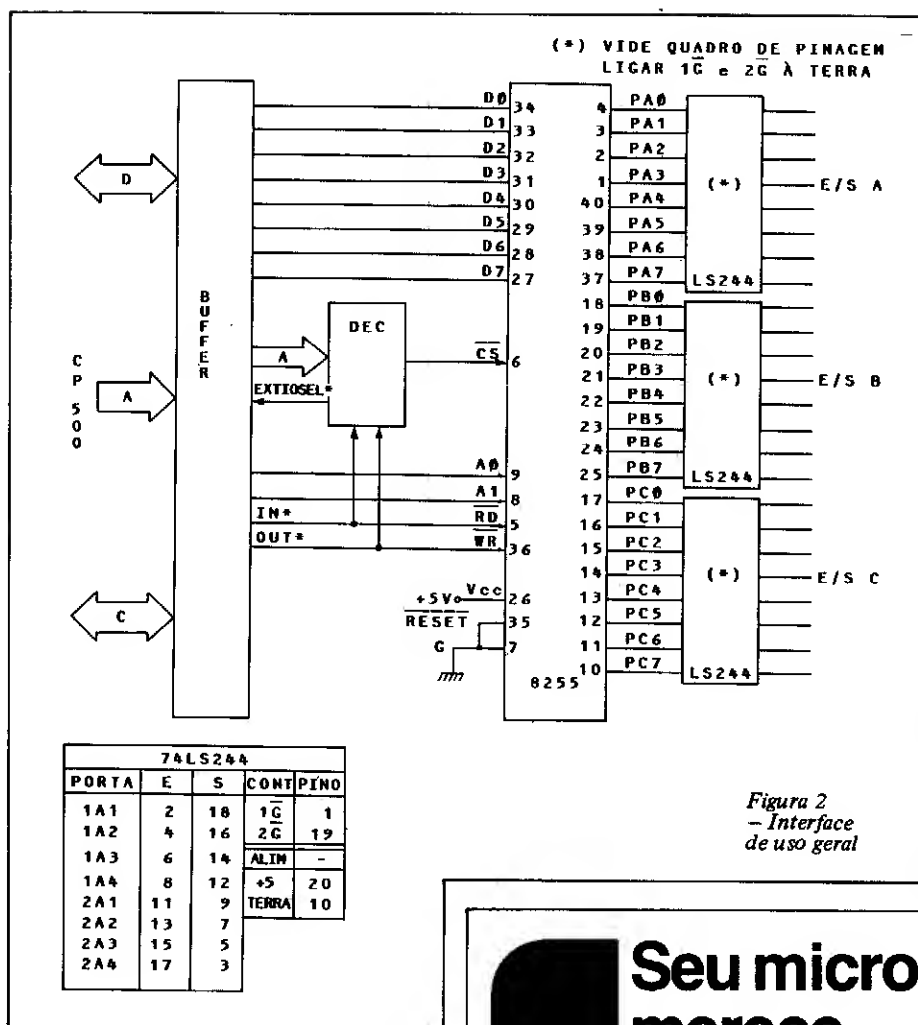 (*) VIDE QUADRO DE PINAGEM
LIGAR 1G̅ e 2G̅ À TERRA
CP 500
D
A
C
BUFFER
A
EXTIOSEL*
IN*
OUT*
DEC
D0 34
D1 33
D2 32
D3 31
D4 30
D5 29
D6 28
D7 27
C̅S̅ 6
A0 9
A1 8
R̅D̅ 5
W̅R̅ 36
+5V Vcc 26
R̅E̅S̅E̅T̅ 35
G 7
8255
4 PA0
3 PA1
2 PA2
1 PA3
40 PA4
39 PA5
38 PA6
37 PA7
(*)
LS244
E/S A
18 PB0
19 PB1
20 PB2
21 PB3
22 PB4
23 PB5
24 PB6
25 PB7
(*)
LS244
E/S B
17 PC0
16 PC1
15 PC2
14 PC3
13 PC4
12 PC5
11 PC6
10 PC7
(*)
LS244
E/S C
74LS244
PORTA E S CONT PINO
1A1 2 18 1G̅ 1
1A2 4 16 2G̅ 19
1A3 6 14 ALIM -
1A4 8 12 +5 20
2A1 11 9 TERRA 10
2A2 13 7
2A3 15 5
2A4 17 3
Figura 2
– Interface
de uso geral
Seu micro